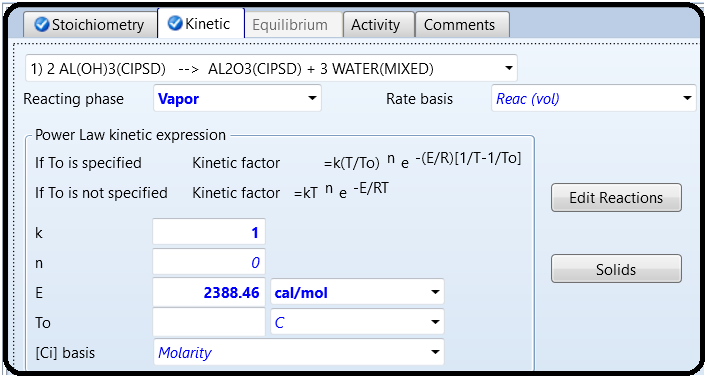 Stoichiometry Kinetic Equilibrium Activity Comments
1) 2 AL(OH)3(CIPSD) --> AL2O3(CIPSD) + 3 WATER(MIXED)
Reacting phase Vapor Rate basis Reac (vol)
Power Law kinetic expression
If To is specified Kinetic factor =k(T/To) n e -(E/R)[1/T-1/To]
If To is not specified Kinetic factor =kT n e -E/RT
Edit Reactions
k 1
n 0
Solids
E 2388.46 cal/mol
To C
[Ci] basis Molarity